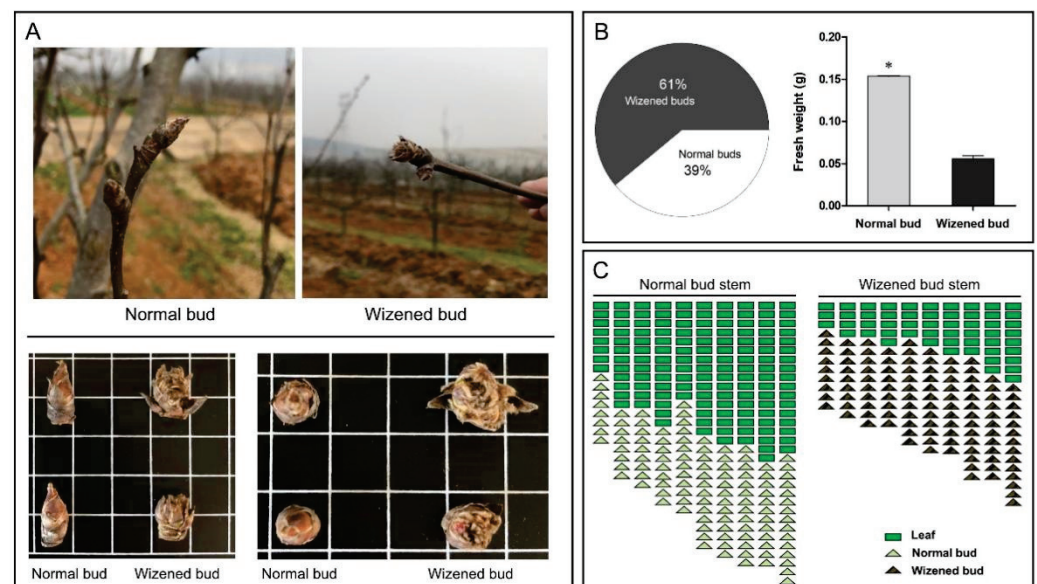 A
Normal bud
Wizened bud
Normal bud
Wizened bud
Normal bud
Wizened bud
B
61%
Wizened buds
Normal buds
39%
Fresh weight (g)
0.20
0.15
0.10
0.05
0.00
*
Normal bud
Wizened bud
C
Normal bud stem
Wizened bud stem
Leaf
Normal bud
Wizened bud